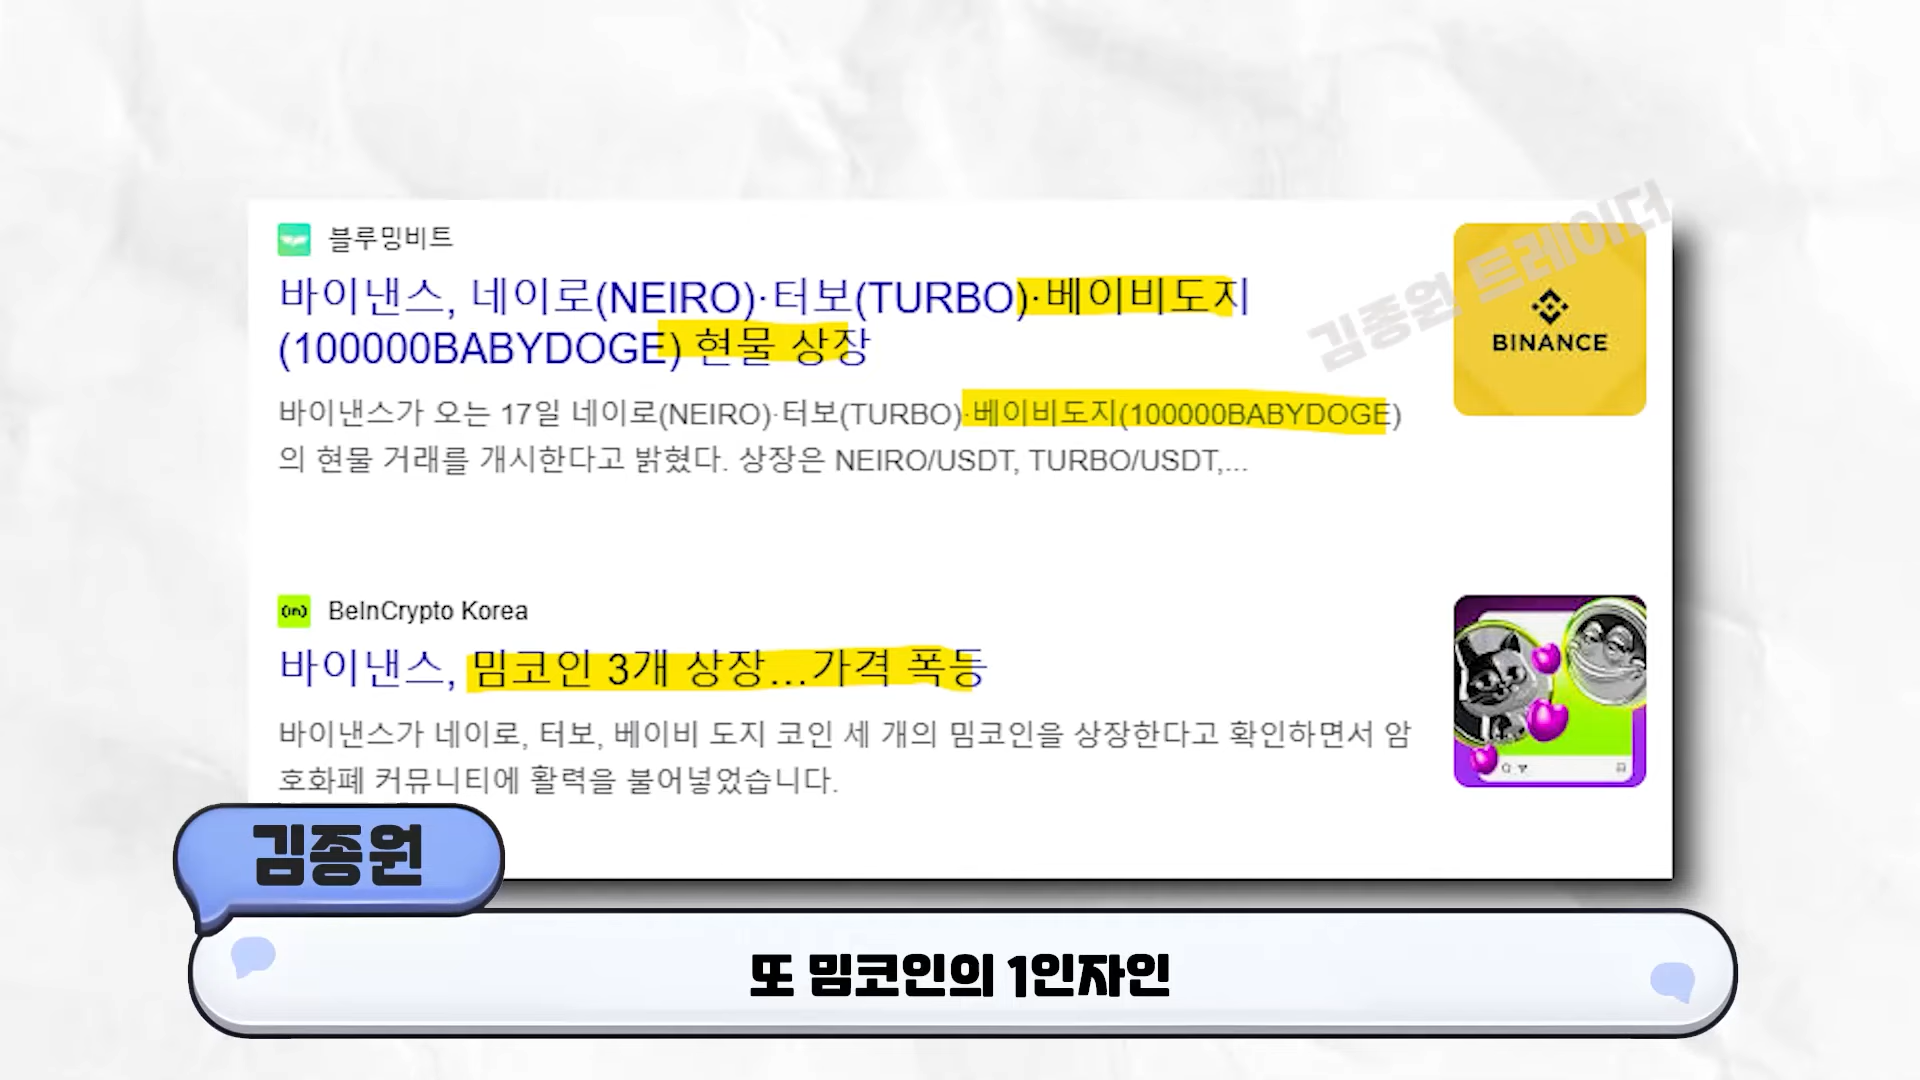 블루밍비트
바이낸스, 네이로(NEIRO)·터보(TURBO)·베이비도지
(100000BABYDOGE) 현물 상장
바이낸스가 오는 17일 네이로(NEIRO)·터보(TURBO)·베이비도지(100000BABYDOGE)
의 현물 거래를 개시한다고 밝혔다. 상장은 NEIRO/USDT, TURBO/USDT,...
BINANCE
김종원 트레이더
(in)
BeInCrypto Korea
바이낸스, 밈코인 3개 상장...가격 폭등
바이낸스가 네이로, 터보, 베이비 도지 코인 세 개의 밈코인을 상장한다고 확인하면서 암
호화폐 커뮤니티에 활력을 불어넣었습니다.
김종원
또 밈코인의 1인자인